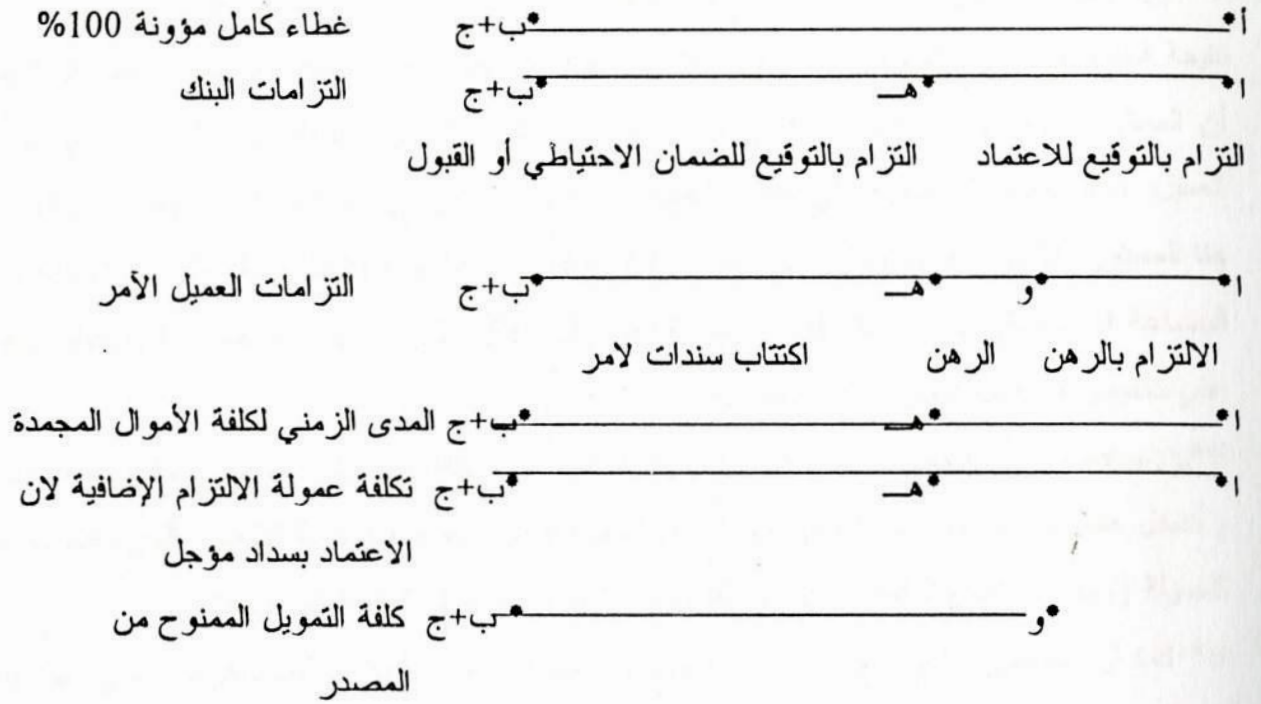 أ ب+ج غطاء كامل مؤونة 100%
ا هـ ب+ج التزامات البنك
التزام بالتوقيع للاعتماد التزام بالتوقيع للضمان الاحتياطي أو القبول
ا و هـ ب+ج التزامات العميل الآمر
الالتزام بالرهن الرهن اكتتاب سندات لامر
ا هـ ب+ج المدى الزمني لكلفة الأموال المجمدة
ا هـ ب+ج تكلفة عمولة الالتزام الإضافية لان
الاعتماد بسداد مؤجل
و ب+ج كلفة التمويل الممنوح من
المصدر